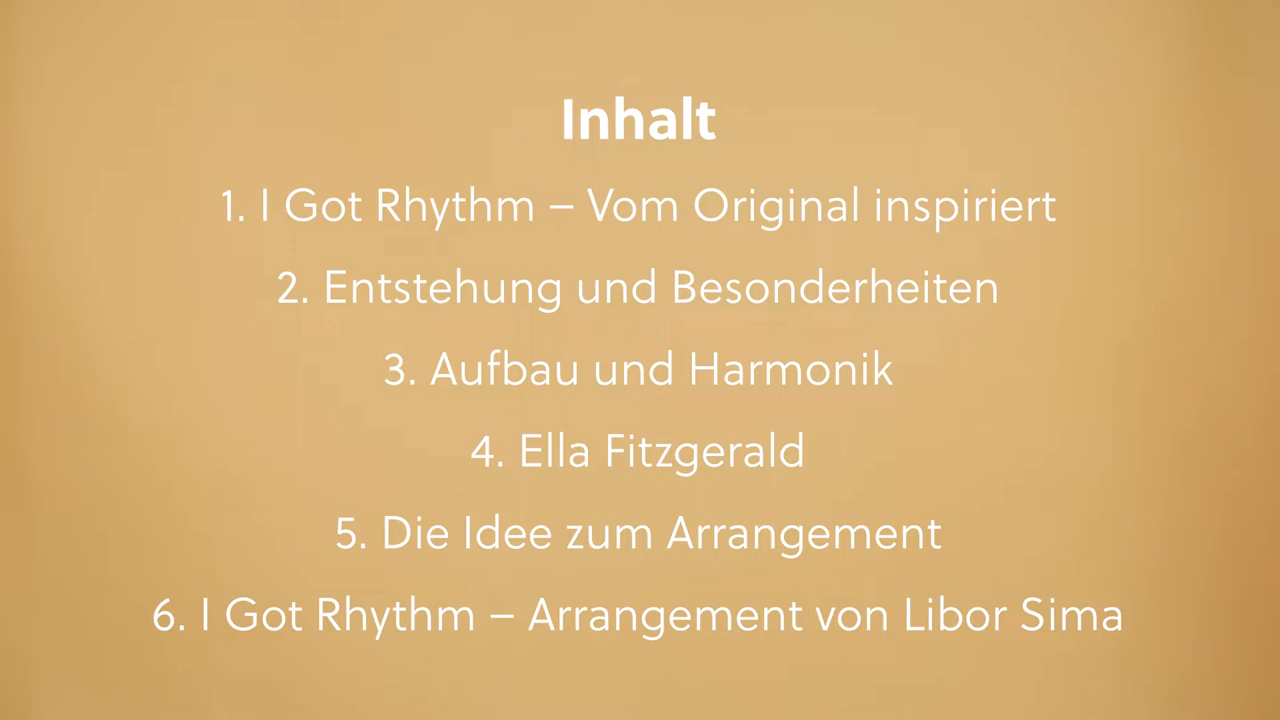 Inhalt
1. I Got Rhythm – Vom Original inspiriert
2. Entstehung und Besonderheiten
3. Aufbau und Harmonik
4. Ella Fitzgerald
5. Die Idee zum Arrangement
6. I Got Rhythm – Arrangement von Libor Sima